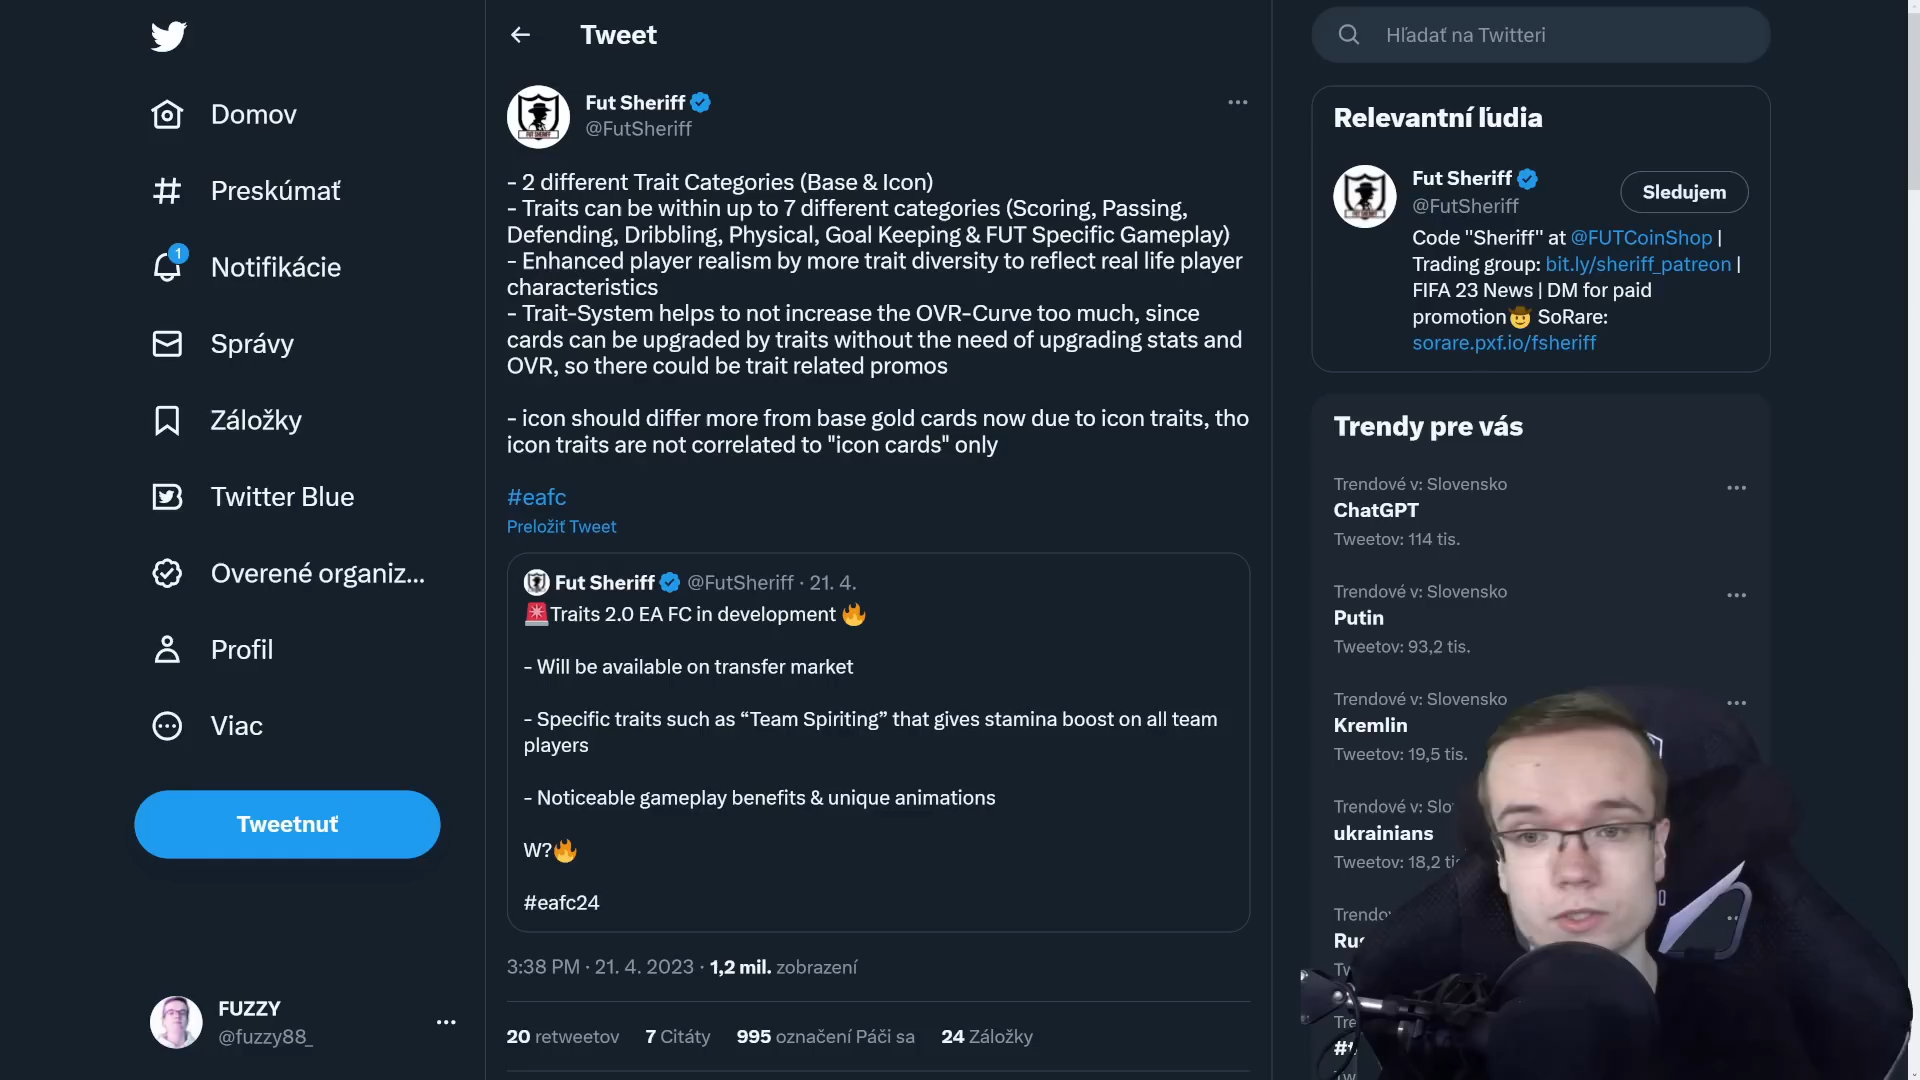 Domov
Preskúmať
1
Notifikácie
Správy
Záložky
Twitter Blue
Overené organiz...
Profil
Viac
Tweetnuť
FUZZY
@fuzzy88_
Tweet
Fut Sheriff
@FutSheriff
- 2 different Trait Categories (Base & Icon)
- Traits can be within up to 7 different categories (Scoring, Passing,
Defending, Dribbling, Physical, Goal Keeping & FUT Specific Gameplay)
- Enhanced player realism by more trait diversity to reflect real life player
characteristics
- Trait-System helps to not increase the OVR-Curve too much, since
cards can be upgraded by traits without the need of upgrading stats and
OVR, so there could be trait related promos
- icon should differ more from base gold cards now due to icon traits, tho
icon traits are not correlated to "icon cards" only
#eafc
Preložiť Tweet
Fut Sheriff @FutSheriff · 21. 4.
Traits 2.0 EA FC in development
- Will be available on transfer market
- Specific traits such as “Team Spiriting” that gives stamina boost on all team
players
- Noticeable gameplay benefits & unique animations
W?
#eafc24
3:38 PM · 21. 4. 2023 · 1,2 mil. zobrazení
20 retweetov 7 Citáty 995 označení Páči sa 24 Záložky
Hľadať na Twitteri
Relevantní ľudia
Fut Sheriff
@FutSheriff
Sledujem
Code "Sheriff" at @FUTCoinShop |
Trading group: bit.ly/sheriff_patreon |
FIFA 23 News | DM for paid
promotion SoRare:
sorare.pxf.io/fsheriff
Trendy pre vás
Trendové v: Slovensko
ChatGPT
Tweetov: 114 tis.
Trendové v: Slovensko
Putin
Tweetov: 93,2 tis.
Trendové v: Slovensko
Kremlin
Tweetov: 19,5 tis.
Trendové v: Slo
ukrainians
Tweetov: 18,2